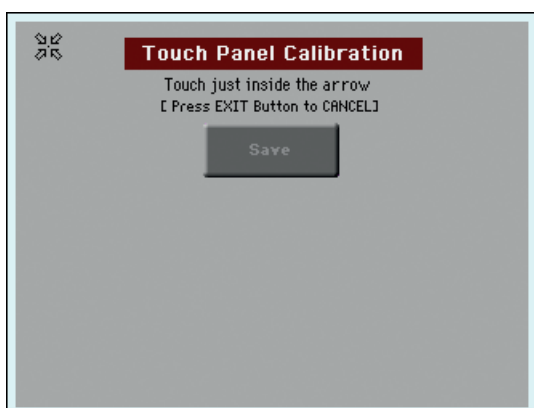 Touch Panel Calibration
Touch just inside the arrow
[ Press EXIT Button to CANCEL]
Save